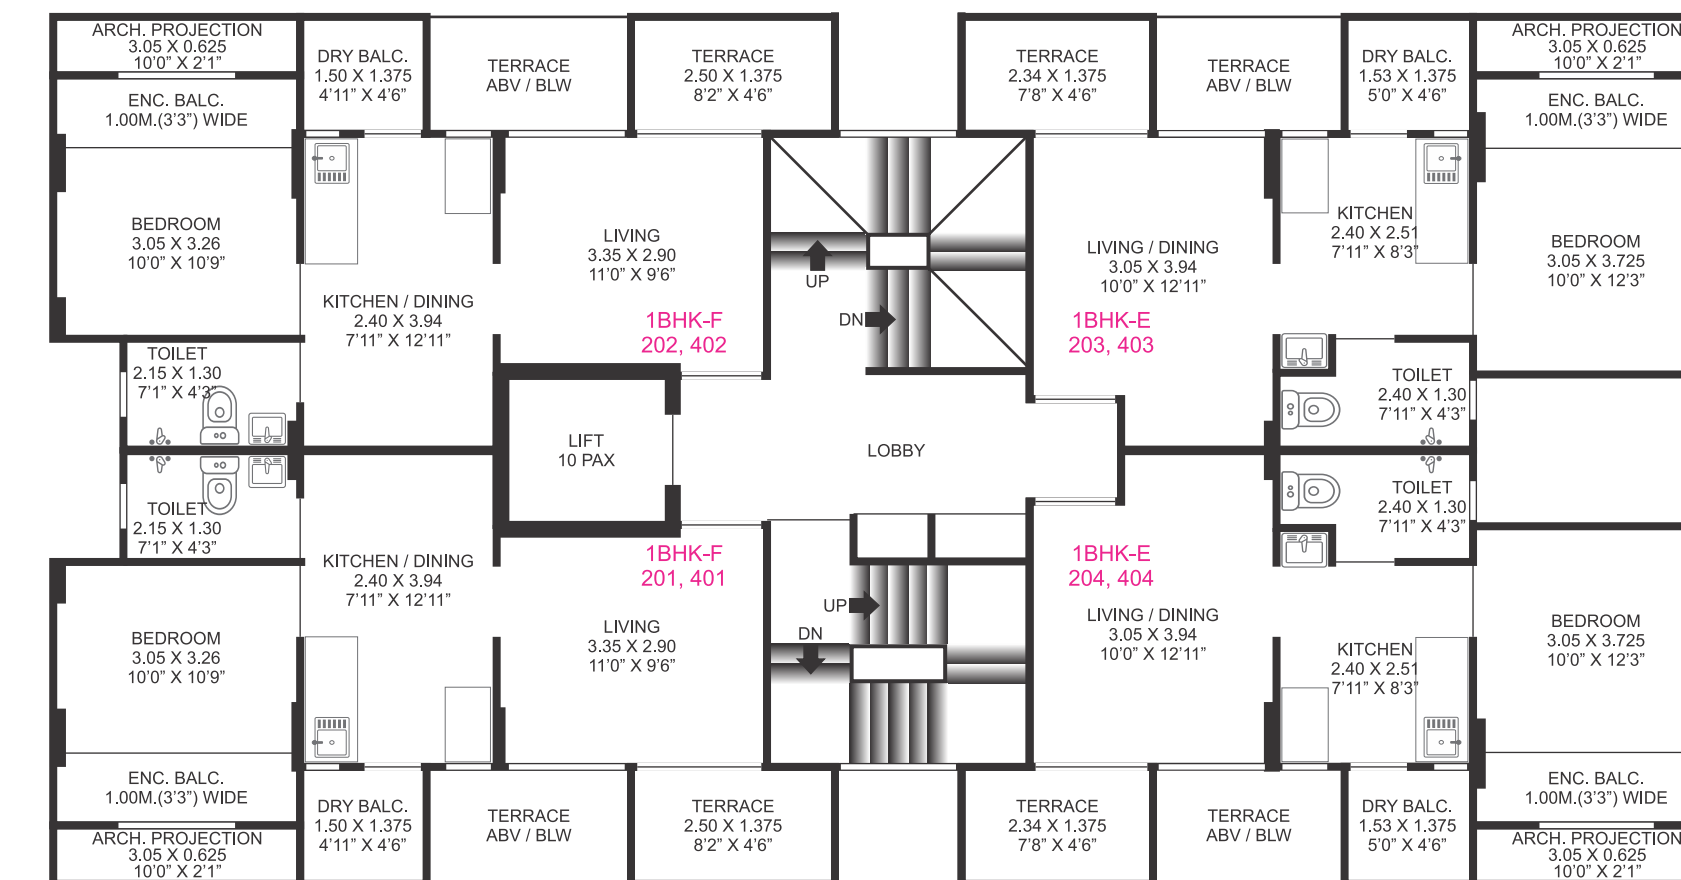 ARCH. PROJECTION
3.05 X 0.625
10'0” X 2'1”
DRY BALC.
1.50 X 1.375
4'11” X 4'6”
TERRACE
ABV / BLW
TERRACE
2.50 X 1.375
8'2” X 4'6”
TERRACE
2.34 X 1.375
7'8” X 4'6”
TERRACE
ABV / BLW
DRY BALC.
1.53 X 1.375
5'0” X 4'6”
ARCH. PROJECTION
3.05 X 0.625
10'0” X 2'1”
ENC. BALC.
1.00M.(3'3”) WIDE
ENC. BALC.
1.00M.(3'3”) WIDE
BEDROOM
3.05 X 3.26
10'0” X 10'9”
KITCHEN / DINING
2.40 X 3.94
7'11” X 12'11”
LIVING
3.35 X 2.90
11'0” X 9'6”
1BHK-F
202, 402
UP
DN
LIVING / DINING
3.05 X 3.94
10'0” X 12'11”
1BHK-E
203, 403
KITCHEN
2.40 X 2.51
7'11” X 8'3”
BEDROOM
3.05 X 3.725
10'0” X 12'3”
TOILET
2.15 X 1.30
7'1” X 4'3”
TOILET
2.40 X 1.30
7'11” X 4'3”
LIFT
10 PAX
LOBBY
TOILET
2.15 X 1.30
7'1” X 4'3”
TOILET
2.40 X 1.30
7'11” X 4'3”
KITCHEN / DINING
2.40 X 3.94
7'11” X 12'11”
1BHK-F
201, 401
LIVING
3.35 X 2.90
11'0” X 9'6”
UP
DN
1BHK-E
204, 404
LIVING / DINING
3.05 X 3.94
10'0” X 12'11”
KITCHEN
2.40 X 2.51
7'11” X 8'3”
BEDROOM
3.05 X 3.725
10'0” X 12'3”
BEDROOM
3.05 X 3.26
10'0” X 10'9”
ENC. BALC.
1.00M.(3'3”) WIDE
ENC. BALC.
1.00M.(3'3”) WIDE
ARCH. PROJECTION
3.05 X 0.625
10'0” X 2'1”
DRY BALC.
1.50 X 1.375
4'11” X 4'6”
TERRACE
ABV / BLW
TERRACE
2.50 X 1.375
8'2” X 4'6”
TERRACE
2.34 X 1.375
7'8” X 4'6”
TERRACE
ABV / BLW
DRY BALC.
1.53 X 1.375
5'0” X 4'6”
ARCH. PROJECTION
3.05 X 0.625
10'0” X 2'1”